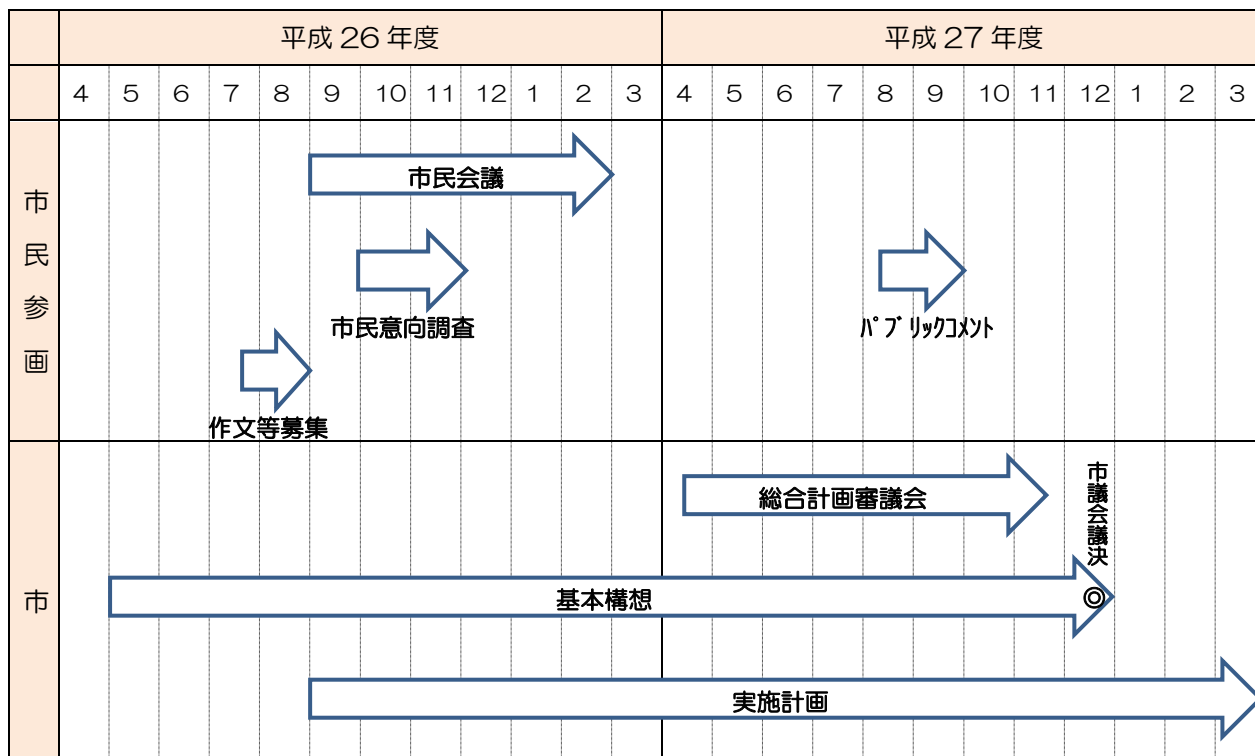 平成 26 年度 平成 27 年度
4 5 6 7 8 9 10 11 12 1 2 3 4 5 6 7 8 9 10 11 12 1 2 3
市民参画
市民会議
市民意向調査
パブリックコメント
作文等募集
市
総合計画審議会
市議会議決
基本構想
◎
実施計画